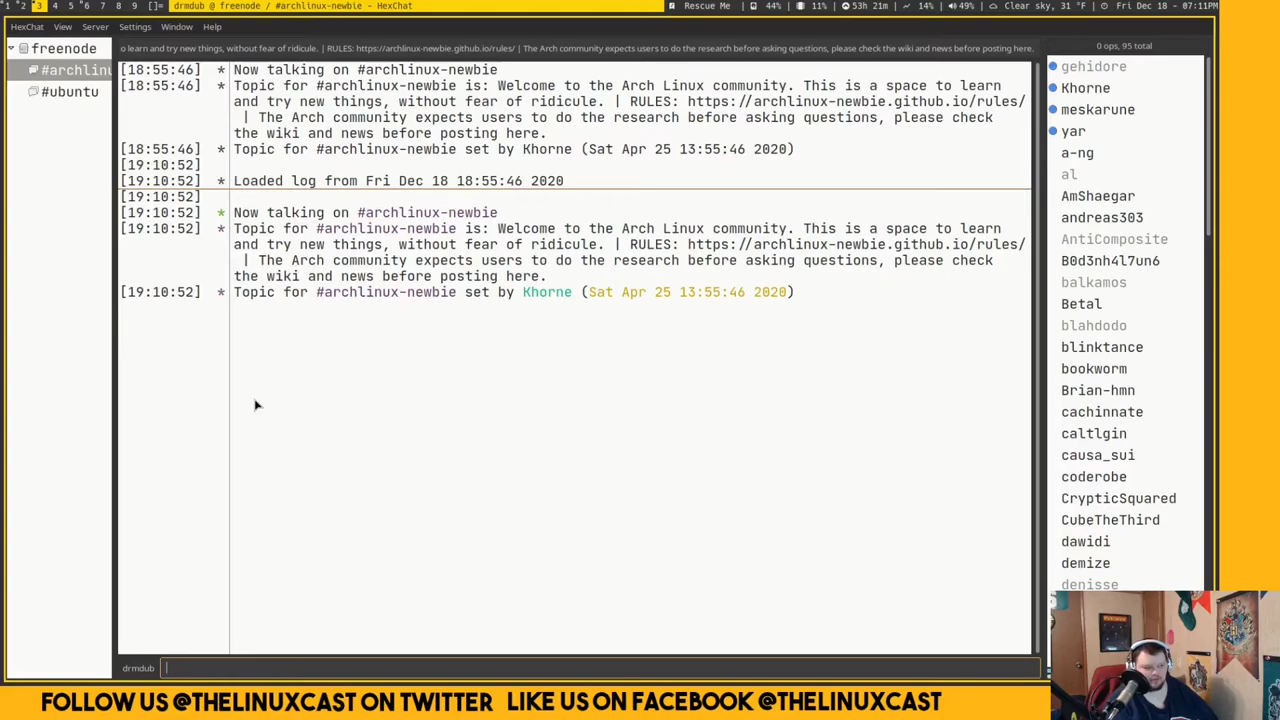 1 2 3 4 5 6 7 8 9 []= drmdub @ freenode / #archlinux-newbie - HexChat Rescue Me 44% 11% 53h 21m 14% 49% Clear sky, 31 °F Fri Dec 18 - 07:11PM
HexChat View Server Settings Window Help
freenode
#archlinu
#ubuntu
o learn and try new things, without fear of ridicule. | RULES: https://archlinux-newbie.github.io/rules/ | The Arch community expects users to do the research before asking questions, please check the wiki and news before posting here.
[18:55:46] * Now talking on #archlinux-newbie
[18:55:46] * Topic for #archlinux-newbie is: Welcome to the Arch Linux community. This is a space to learn
and try new things, without fear of ridicule. | RULES: https://archlinux-newbie.github.io/rules/
| The Arch community expects users to do the research before asking questions, please check
the wiki and news before posting here.
[18:55:46] * Topic for #archlinux-newbie set by Khorne (Sat Apr 25 13:55:46 2020)
[19:10:52]
[19:10:52] * Loaded log from Fri Dec 18 18:55:46 2020
[19:10:52]
[19:10:52] * Now talking on #archlinux-newbie
[19:10:52] * Topic for #archlinux-newbie is: Welcome to the Arch Linux community. This is a space to learn
and try new things, without fear of ridicule. | RULES: https://archlinux-newbie.github.io/rules/
| The Arch community expects users to do the research before asking questions, please check
the wiki and news before posting here.
[19:10:52] * Topic for #archlinux-newbie set by Khorne (Sat Apr 25 13:55:46 2020)
drmdub
0 ops, 95 total
gehidore
Khorne
meskarune
yar
a-ng
al
AmShaegar
andreas303
AntiComposite
B0d3nh4l7un6
balkamos
Betal
blahdodo
blinktance
bookworm
Brian-hmn
cachinnate
caltlgin
causa_sui
coderobe
CrypticSquared
CubeTheThird
dawidi
demize
denisse
FOLLOW US @THELINUXCAST ON TWITTER LIKE US ON FACEBOOK @THELINUXCAST